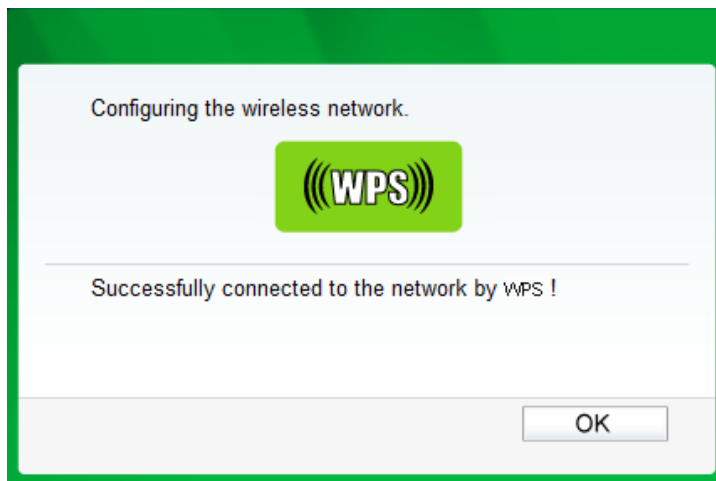 Configuring the wireless network.
(((WPS)))
Successfully connected to the network by WPS !
OK